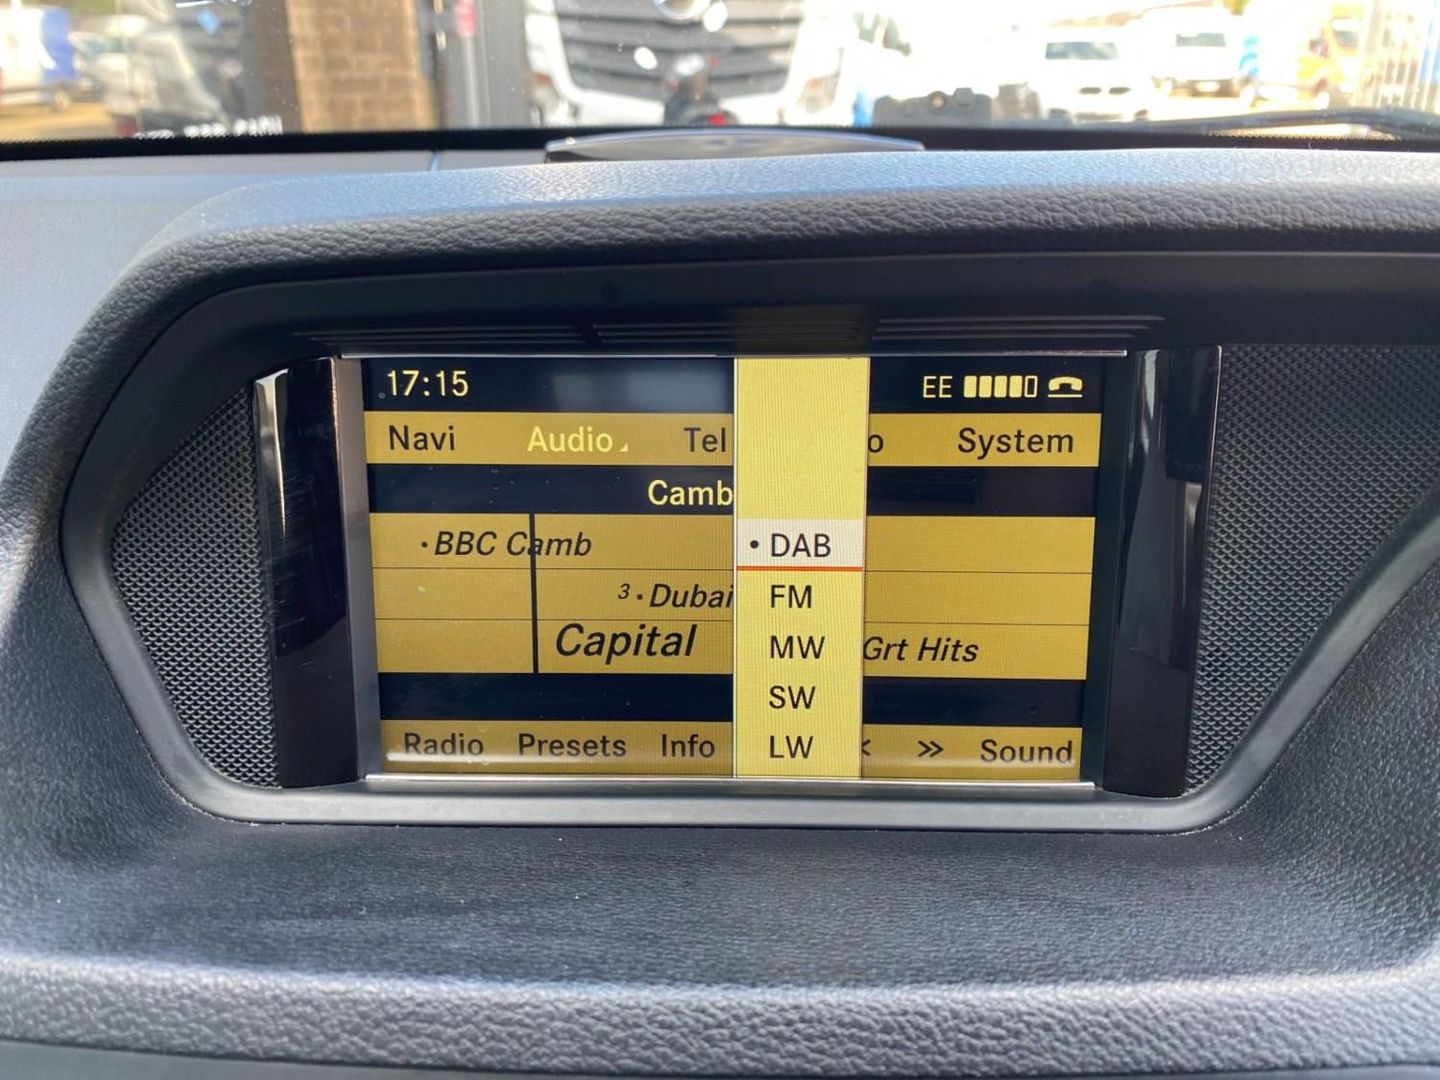 17:15 EE
Navi Audio Tel o System
Camb
• BBC Camb • DAB
3 • Dubai FM
Capital MW Grt Hits
SW
Radio Presets Info LW < >> Sound